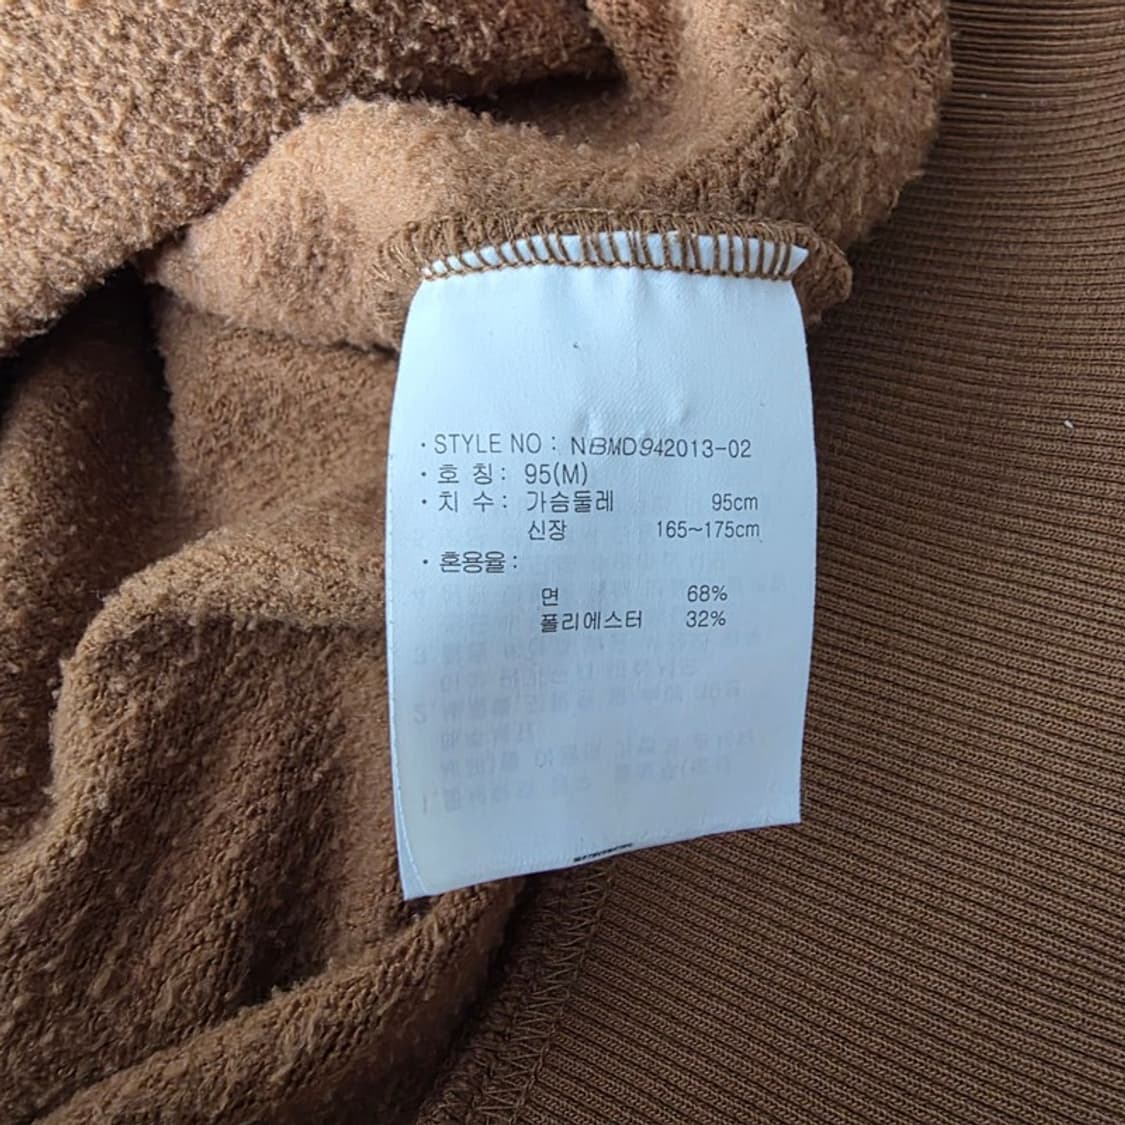 · STYLE NO : NBMD942013-02
· 호 칭 : 95(M)
· 치 수 : 가슴둘레 95cm
신장 165~175cm
· 혼용율 :
면 68%
폴리에스터 32%